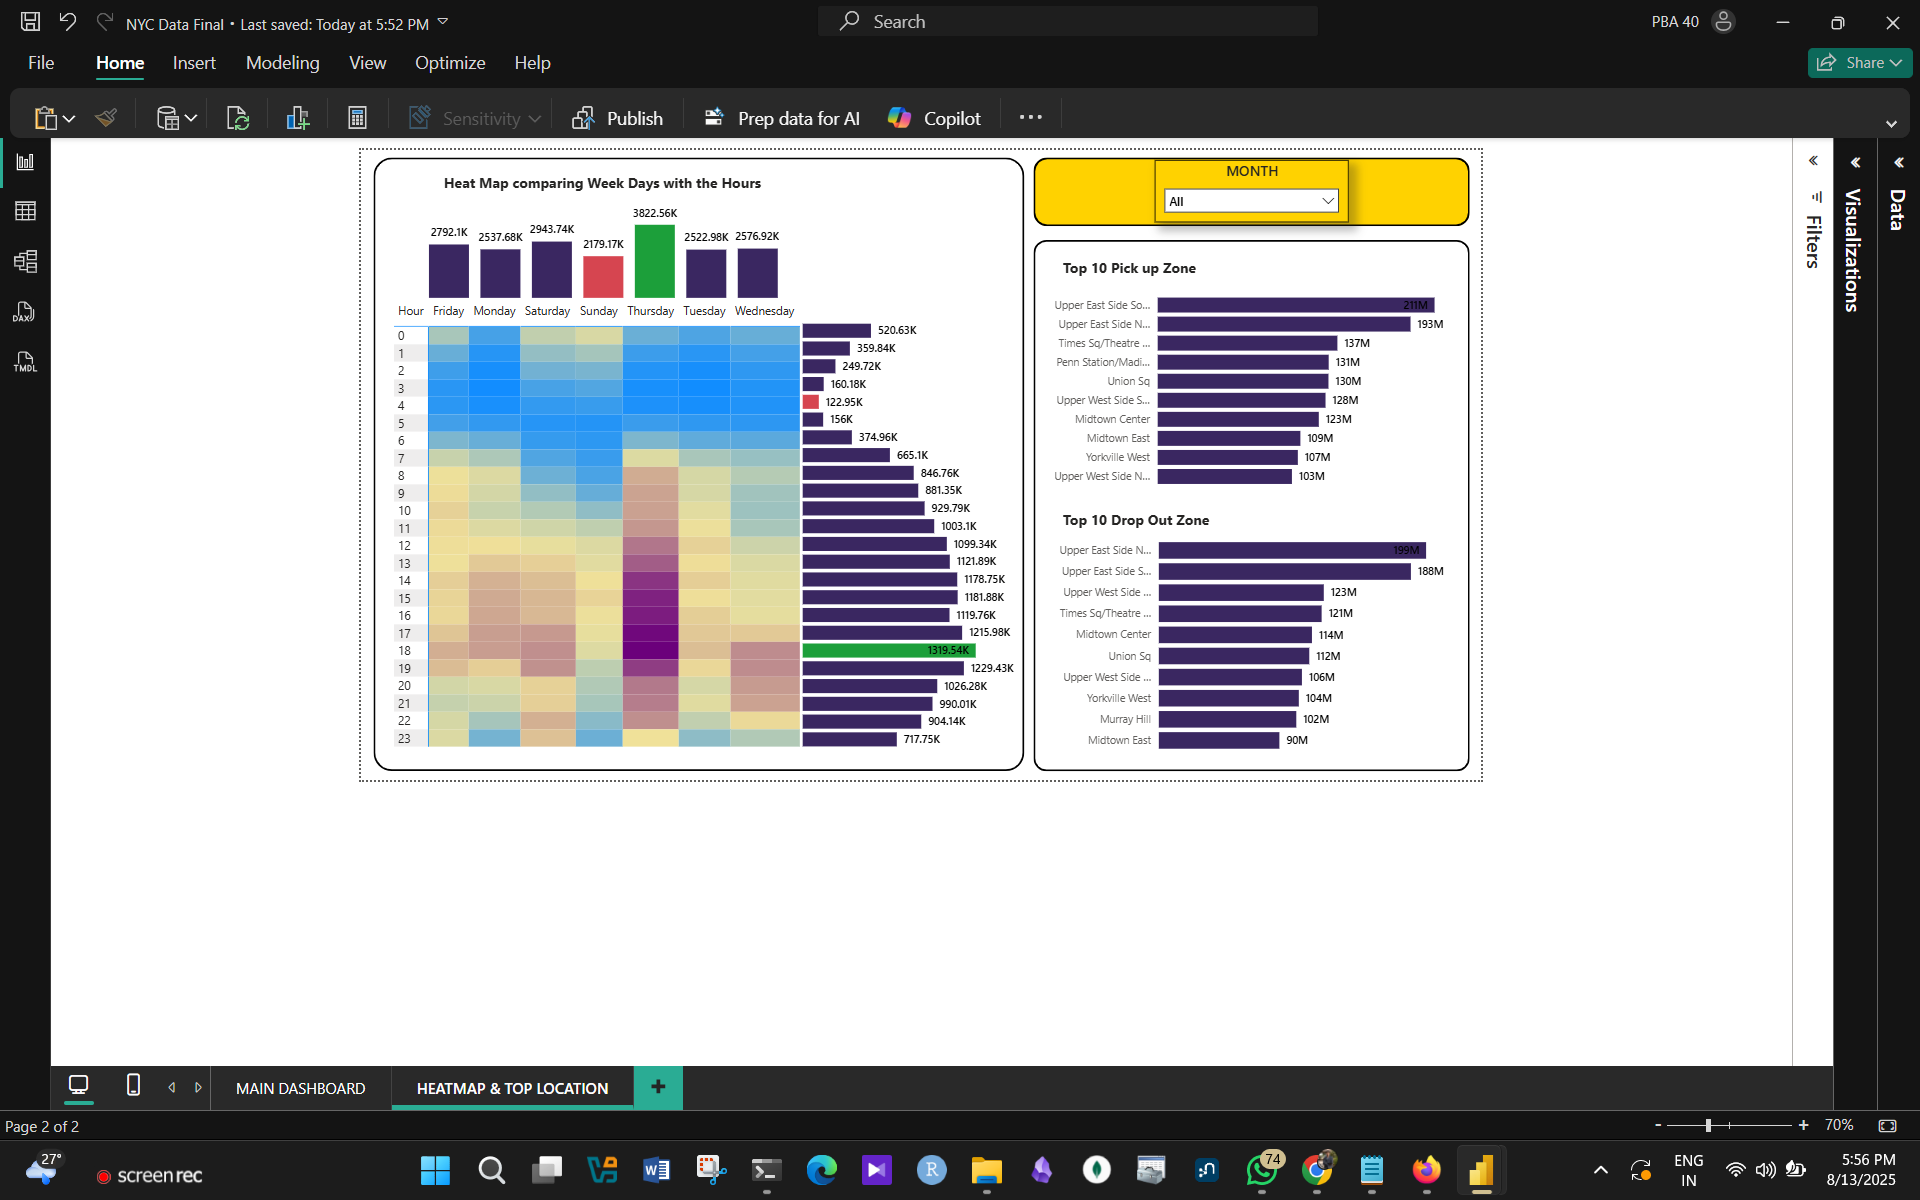 NYC Data Final • Last saved: Today at 5:52 PM
Search
PBA 40
File Home Insert Modeling View Optimize Help
Share
Sensitivity
Publish
Prep data for AI
Copilot
DAX
TMDL
Heat Map comparing Week Days with the Hours
2792.1K 2537.68K 2943.74K 2179.17K 3822.56K 2522.98K 2576.92K
Hour Friday Monday Saturday Sunday Thursday Tuesday Wednesday
0 520.63K
1 359.84K
2 249.72K
3 160.18K
4 122.95K
5 156K
6 374.96K
7 665.1K
8 846.76K
9 881.35K
10 929.79K
11 1003.1K
12 1099.34K
13 1121.89K
14 1178.75K
15 1181.88K
16 1119.76K
17 1215.98K
18 1319.54K
19 1229.43K
20 1026.28K
21 990.01K
22 904.14K
23 717.75K
MONTH
All
Top 10 Pick up Zone
Upper East Side So... 211M
Upper East Side N... 193M
Times Sq/Theatre ... 137M
Penn Station/Madi... 131M
Union Sq 130M
Upper West Side S... 128M
Midtown Center 123M
Midtown East 109M
Yorkville West 107M
Upper West Side N... 103M
Top 10 Drop Out Zone
Upper East Side N... 199M
Upper East Side S... 188M
Upper West Side ... 123M
Times Sq/Theatre ... 121M
Midtown Center 114M
Union Sq 112M
Upper West Side ... 106M
Yorkville West 104M
Murray Hill 102M
Midtown East 90M
Filters
Visualizations
Data
MAIN DASHBOARD
HEATMAP & TOP LOCATION
Page 2 of 2
70%
27°
screenrec
74
ENG
IN
5:56 PM
8/13/2025